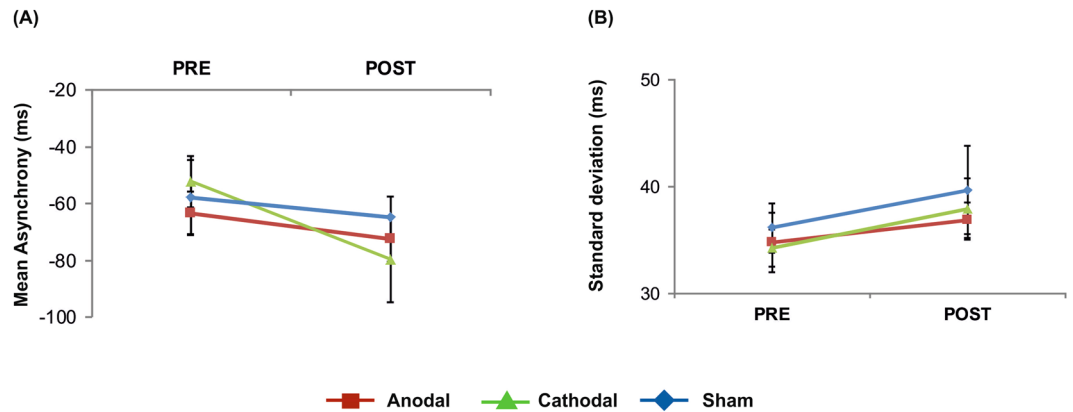 (A)
PRE POST
-20
-40
-60
-80
-100
Mean Asynchrony (ms)
(B)
50
40
30
Standard deviation (ms)
PRE POST
Anodal Cathodal Sham